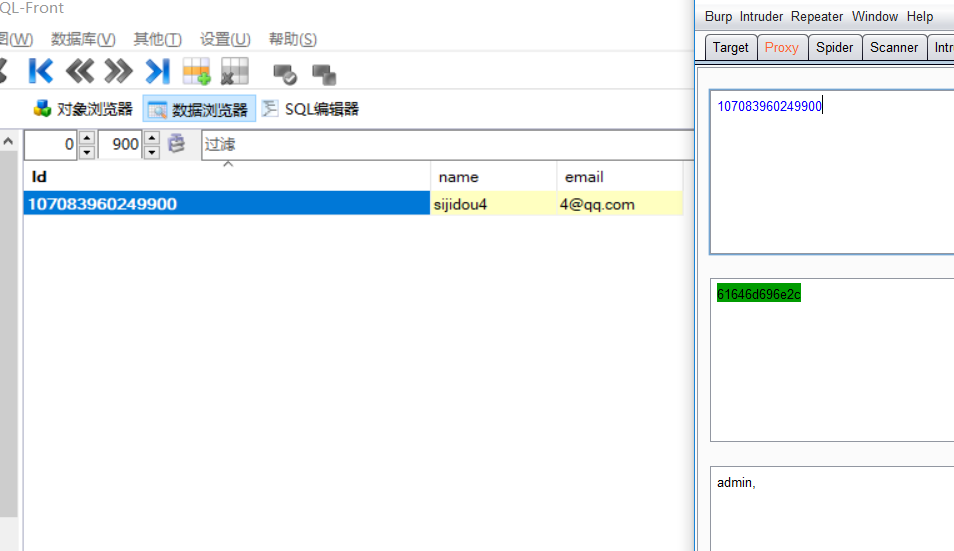 QL-Front
图(W) 数据库(V) 其他(T) 设置(U) 帮助(S)
对象浏览器 数据浏览器 SQL编辑器
0 900 过滤
Id name email
107083960249900 sijidou4 4@qq.com
Burp Intruder Repeater Window Help
Target Proxy Spider Scanner Intr
107083960249900
61646d696e2c
admin,